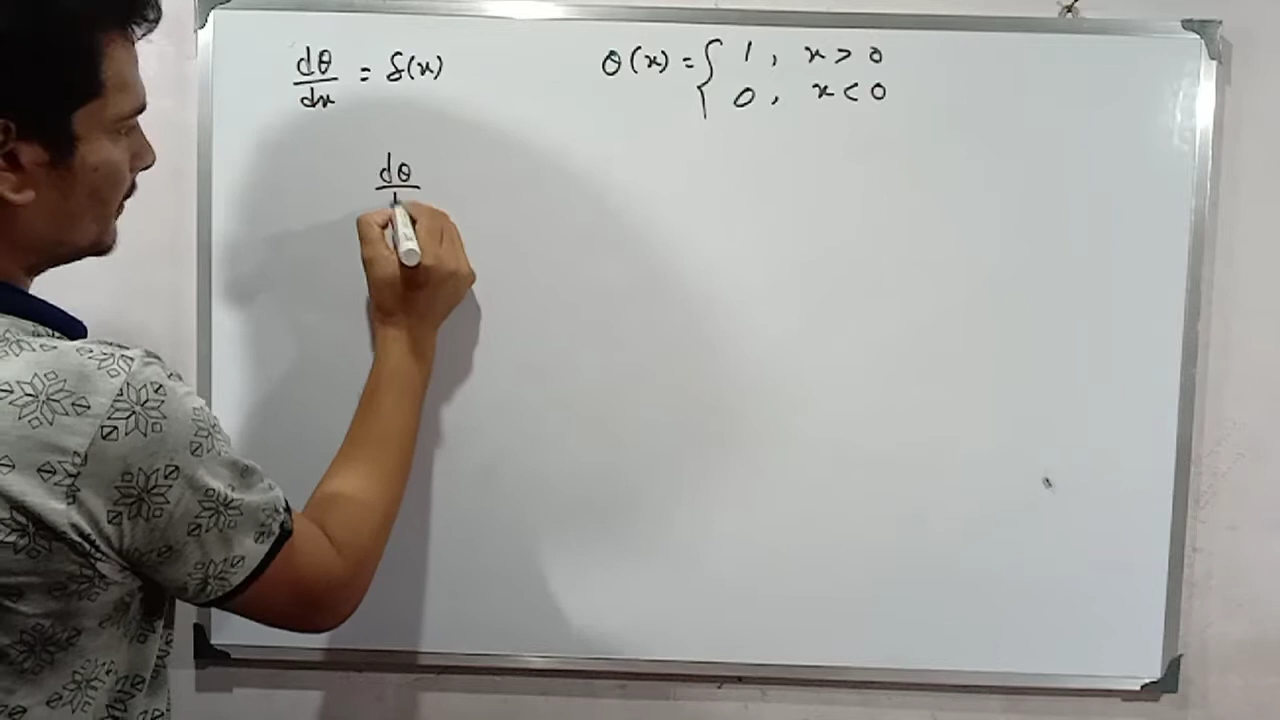 dθ/dx = δ(x)
θ(x) = { 1, x > 0
0, x < 0
dθ